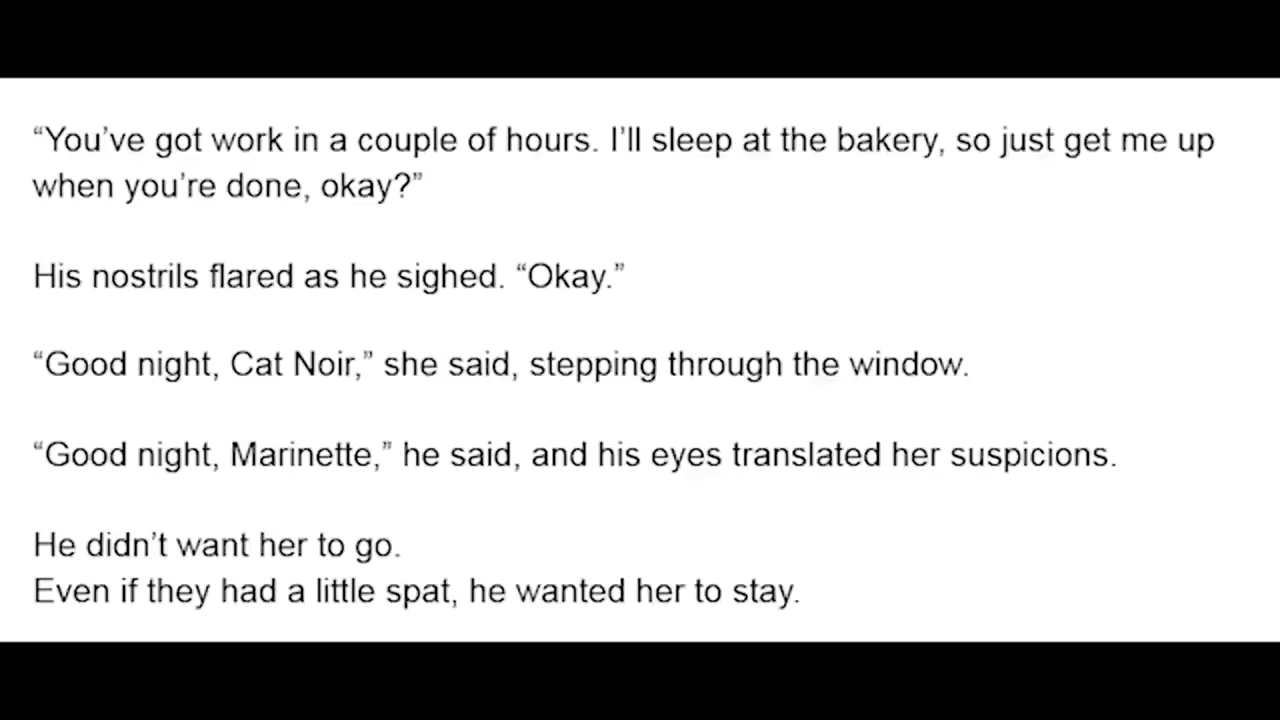 “You’ve got work in a couple of hours. I’ll sleep at the bakery, so just get me up
when you’re done, okay?”
His nostrils flared as he sighed. “Okay.”
“Good night, Cat Noir,” she said, stepping through the window.
“Good night, Marinette,” he said, and his eyes translated her suspicions.
He didn’t want her to go.
Even if they had a little spat, he wanted her to stay.